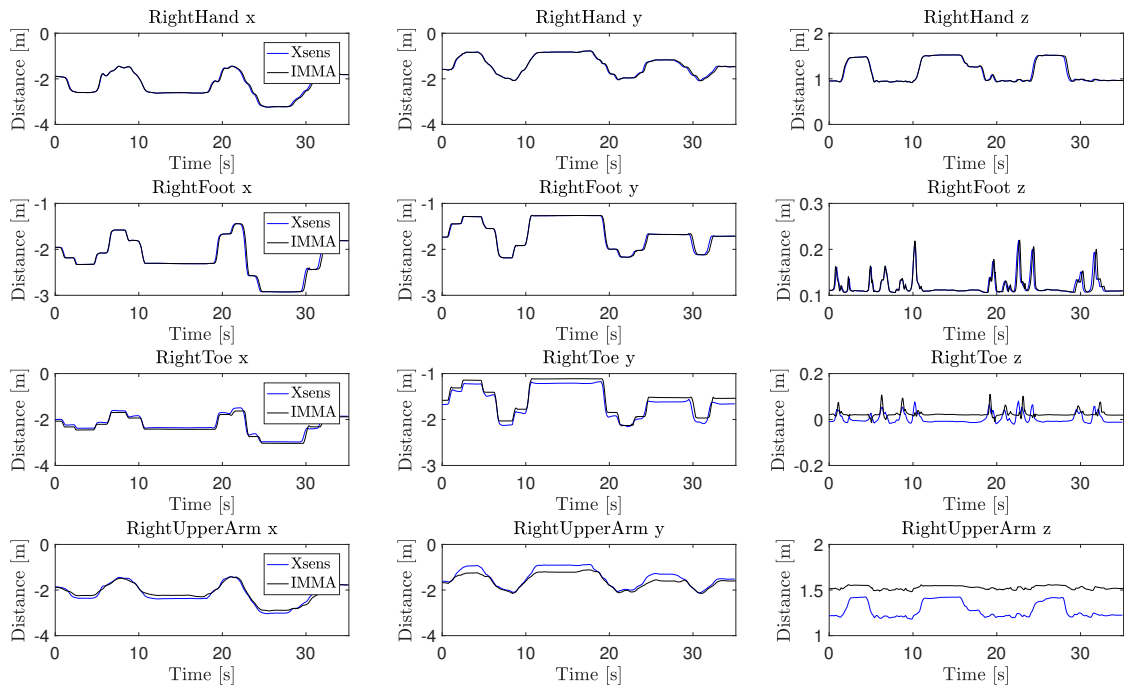 RightHand x
RightHand y
RightHand z
0
-2
-4
Distance [m]
Xsens
IMMA
0 10 20 30
Time [s]
0
-2
-4
Distance [m]
0 10 20 30
Time [s]
2
1
0
Distance [m]
0 10 20 30
Time [s]
RightFoot x
RightFoot y
RightFoot z
-1
-2
-3
Distance [m]
Xsens
IMMA
0 10 20 30
Time [s]
-1
-2
-3
Distance [m]
0 10 20 30
Time [s]
0.3
0.2
0.1
Distance [m]
0 10 20 30
Time [s]
RightToe x
RightToe y
RightToe z
0
-2
-4
Distance [m]
Xsens
IMMA
0 10 20 30
Time [s]
-1
-2
-3
Distance [m]
0 10 20 30
Time [s]
0.2
0
-0.2
Distance [m]
0 10 20 30
Time [s]
RightUpperArm x
RightUpperArm y
RightUpperArm z
0
-2
-4
Distance [m]
Xsens
IMMA
0 10 20 30
Time [s]
0
-2
-4
Distance [m]
0 10 20 30
Time [s]
2
1.5
1
Distance [m]
0 10 20 30
Time [s]